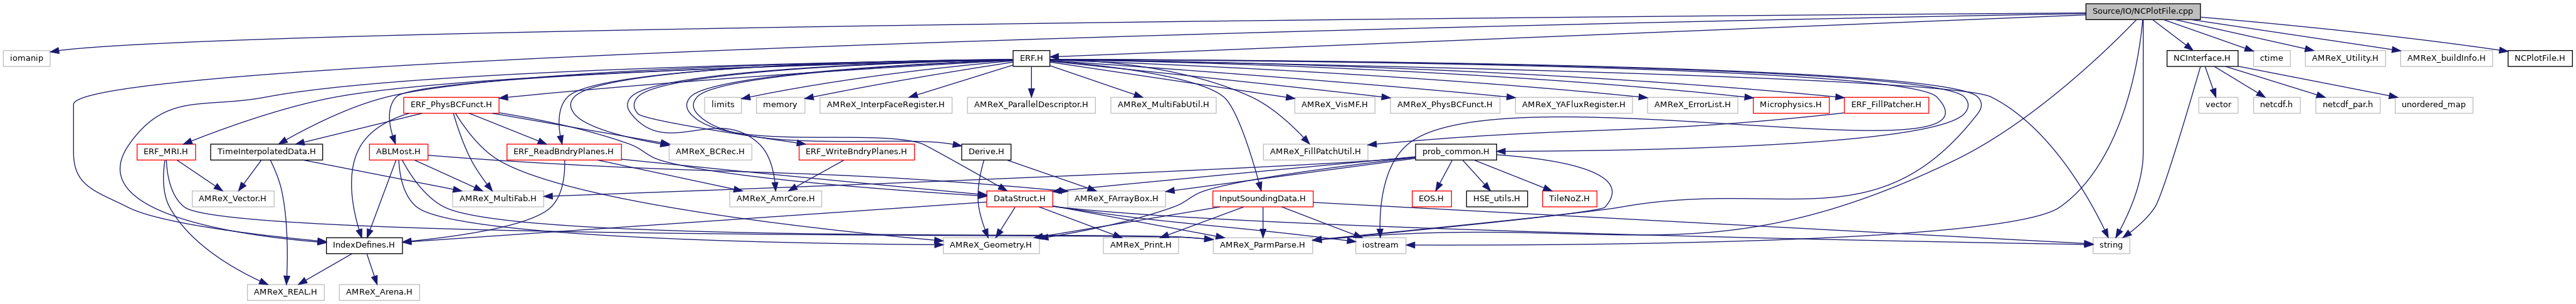 Source/IO/NCPlotFile.cpp
iomanip
ERF.H
NCInterface.H
ctime
AMReX_Utility.H
AMReX_buildInfo.H
NCPlotFile.H
ERF_PhysBCFunct.H
limits
memory
AMReX_InterpFaceRegister.H
AMReX_ParallelDescriptor.H
AMReX_MultiFabUtil.H
AMReX_VisMF.H
AMReX_PhysBCFunct.H
AMReX_YAFluxRegister.H
AMReX_ErrorList.H
Microphysics.H
ERF_FillPatcher.H
vector
netcdf.h
netcdf_par.h
unordered_map
ERF_MRI.H
TimeInterpolatedData.H
ABLMost.H
ERF_ReadBndryPlanes.H
AMReX_BCRec.H
ERF_WriteBndryPlanes.H
Derive.H
AMReX_FillPatchUtil.H
prob_common.H
AMReX_Vector.H
AMReX_MultiFab.H
AMReX_AmrCore.H
DataStruct.H
AMReX_FArrayBox.H
InputSoundingData.H
EOS.H
HSE_utils.H
TileNoZ.H
IndexDefines.H
AMReX_Geometry.H
AMReX_Print.H
AMReX_ParmParse.H
iostream
string
AMReX_REAL.H
AMReX_Arena.H